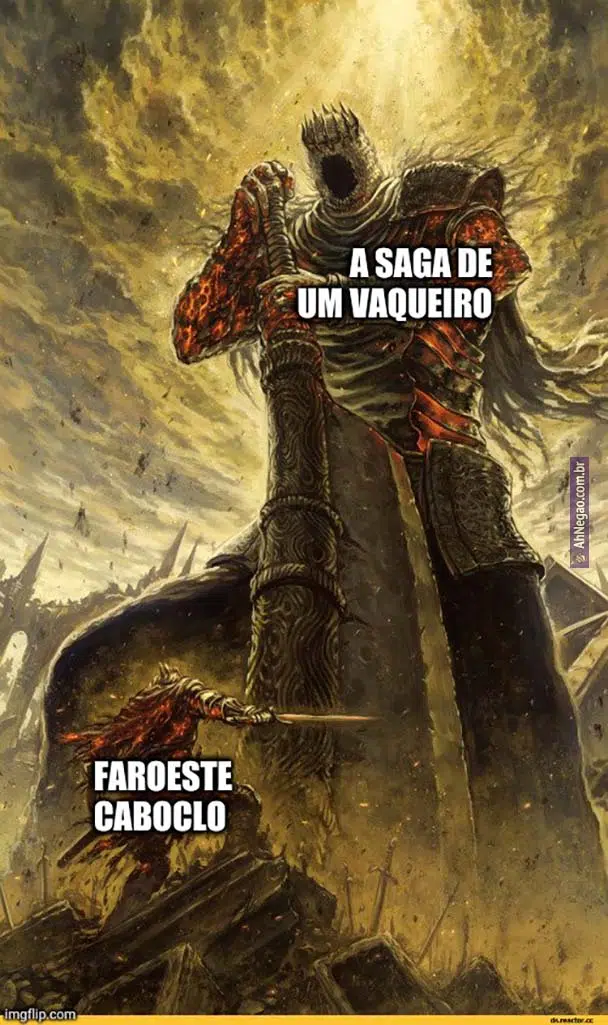 A SAGA DE
UM VAQUEIRO
AhNegao.com.br
FAROESTE
CABOCLO
imgflip.com
ds.reactor.cc